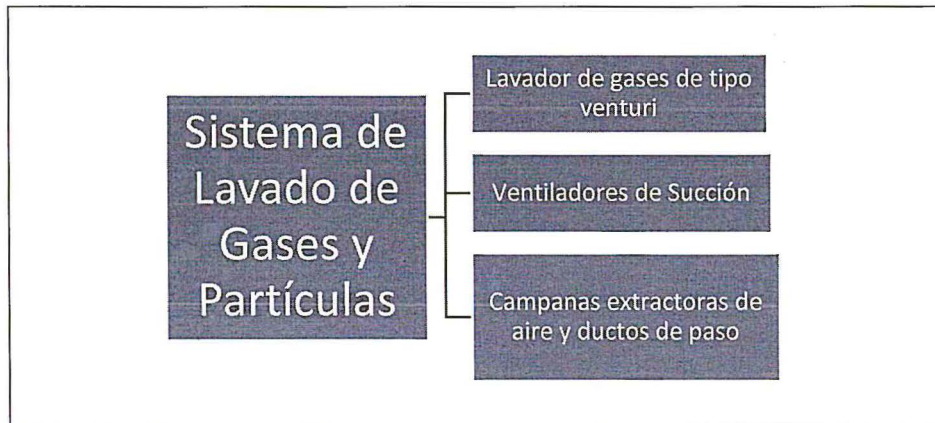 Sistema de
Lavado de
Gases y
Partículas
Lavador de gases de tipo
venturi
Ventiladores de Succión
Campanas extractoras de
aire y ductos de paso